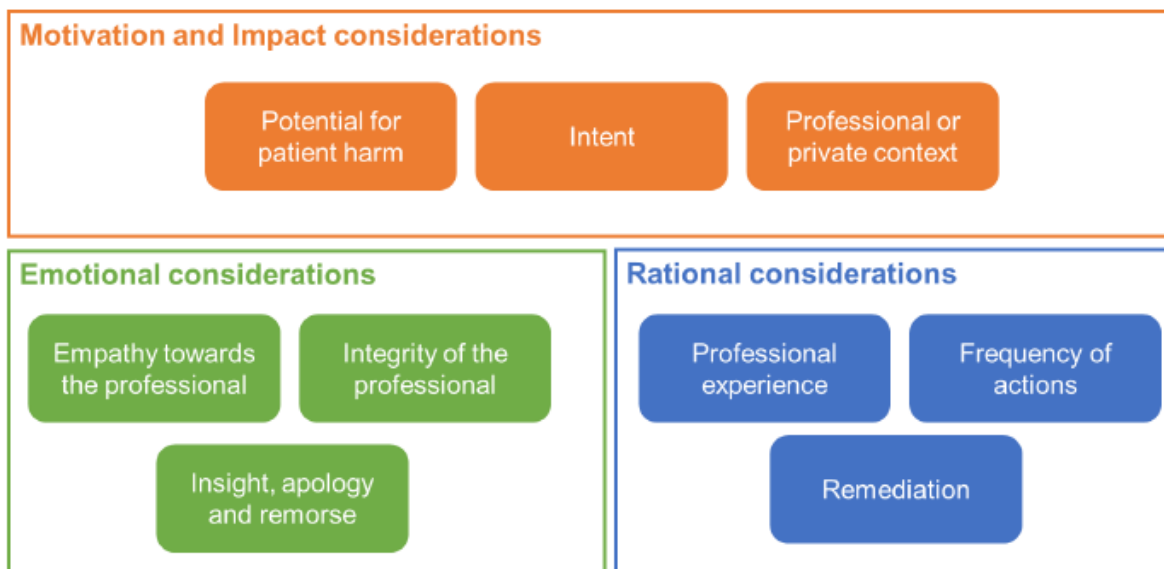 Motivation and Impact considerations
Potential for
patient harm
Intent
Professional or
private context
Emotional considerations
Empathy towards
the professional
Integrity of the
professional
Insight, apology
and remorse
Rational considerations
Professional
experience
Frequency of
actions
Remediation